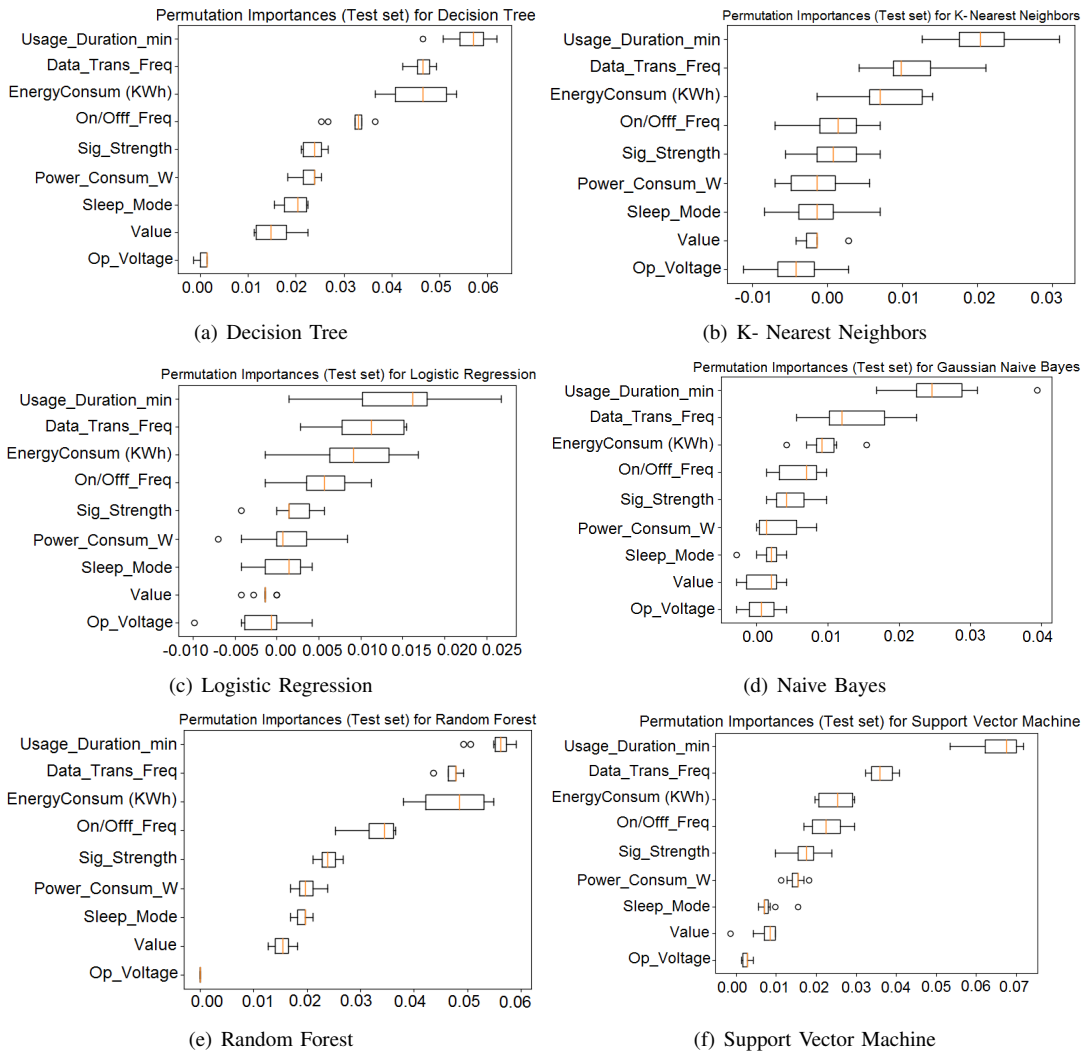 Permutation Importances (Test set) for Decision Tree
Usage_Duration_min
Data_Trans_Freq
EnergyConsum (KWh)
On/Offf_Freq
Sig_Strength
Power_Consum_W
Sleep_Mode
Value
Op_Voltage
0.00 0.01 0.02 0.03 0.04 0.05 0.06
(a) Decision Tree
Permutation Importances (Test set) for K- Nearest Neighbors
Usage_Duration_min
Data_Trans_Freq
EnergyConsum (KWh)
On/Offf_Freq
Sig_Strength
Power_Consum_W
Sleep_Mode
Value
Op_Voltage
-0.01 0.00 0.01 0.02 0.03
(b) K- Nearest Neighbors
Permutation Importances (Test set) for Logistic Regression
Usage_Duration_min
Data_Trans_Freq
EnergyConsum (KWh)
On/Offf_Freq
Sig_Strength
Power_Consum_W
Sleep_Mode
Value
Op_Voltage
-0.010 -0.005 0.00 0.005 0.010 0.015 0.020 0.025
(c) Logistic Regression
Permutation Importances (Test set) for Gaussian Naive Bayes
Usage_Duration_min
Data_Trans_Freq
EnergyConsum (KWh)
On/Offf_Freq
Sig_Strength
Power_Consum_W
Sleep_Mode
Value
Op_Voltage
0.00 0.01 0.02 0.03 0.04
(d) Naive Bayes
Permutation Importances (Test set) for Random Forest
Usage_Duration_min
Data_Trans_Freq
EnergyConsum (KWh)
On/Offf_Freq
Sig_Strength
Power_Consum_W
Sleep_Mode
Value
Op_Voltage
0.00 0.01 0.02 0.03 0.04 0.05 0.06
(e) Random Forest
Permutation Importances (Test set) for Support Vector Machine
Usage_Duration_min
Data_Trans_Freq
EnergyConsum (KWh)
On/Offf_Freq
Sig_Strength
Power_Consum_W
Sleep_Mode
Value
Op_Voltage
0.00 0.01 0.02 0.03 0.04 0.05 0.06 0.07
(f) Support Vector Machine